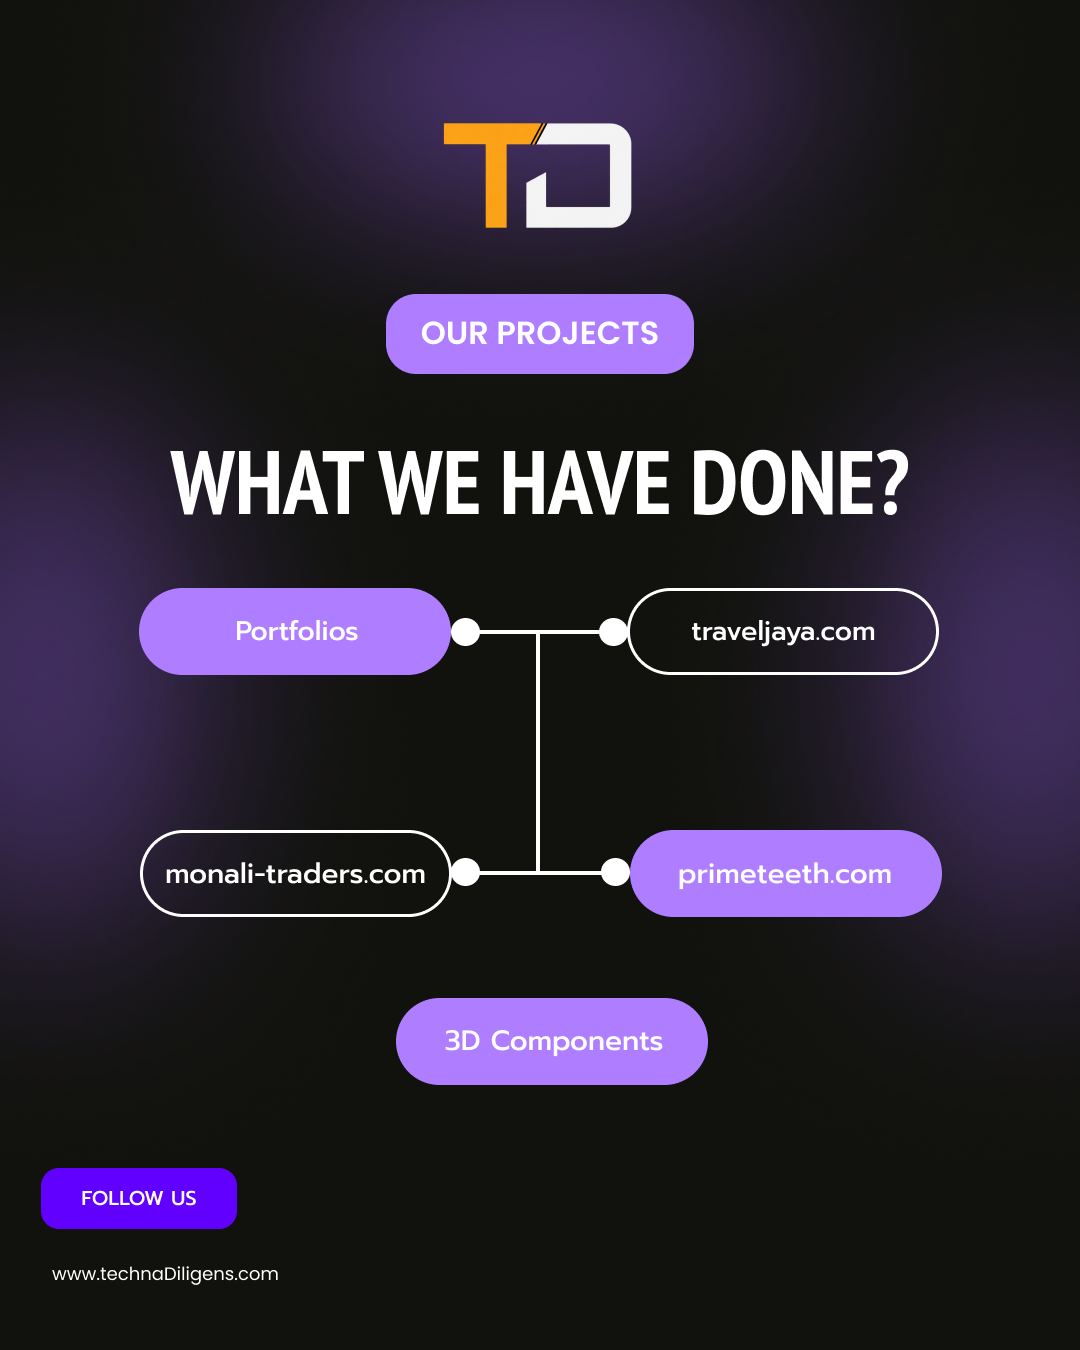 TD
OUR PROJECTS
WHAT WE HAVE DONE?
Portfolios
traveljaya.com
monali-traders.com
primeteeth.com
3D Components
FOLLOW US
www.technaDiligens.com